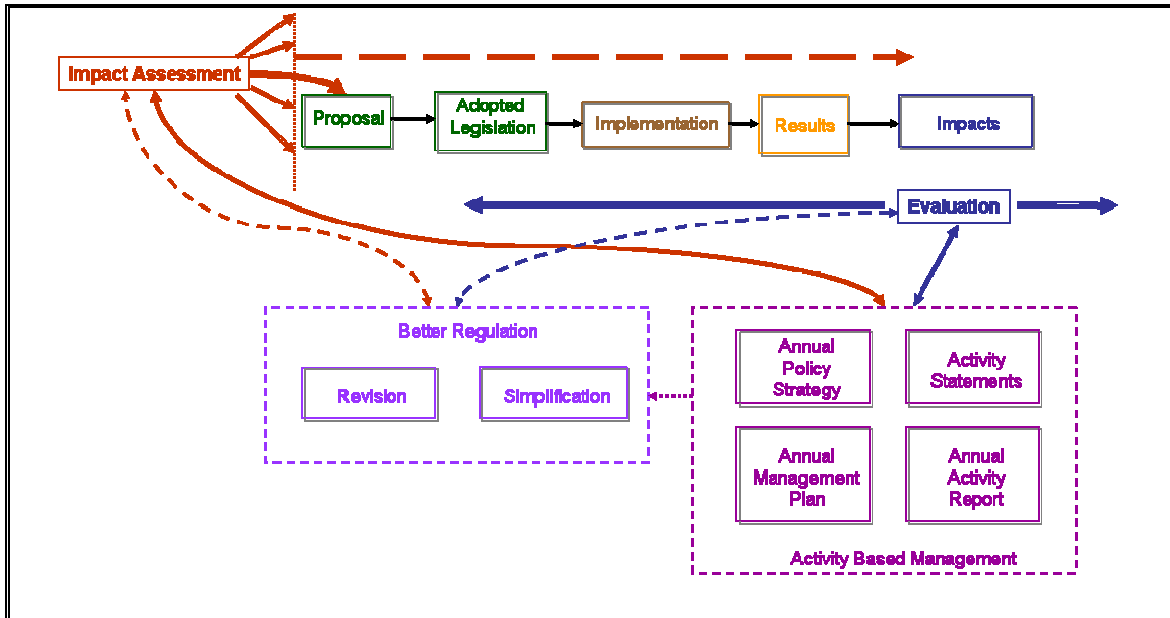 Impact Assessment
Proposal
Adopted
Legislation
Implementation
Results
Impacts
Evaluation
Better Regulation
Revision
Simplification
Annual
Policy
Strategy
Activity
Statements
Annual
Management
Plan
Annual
Activity
Report
Activity Based Management